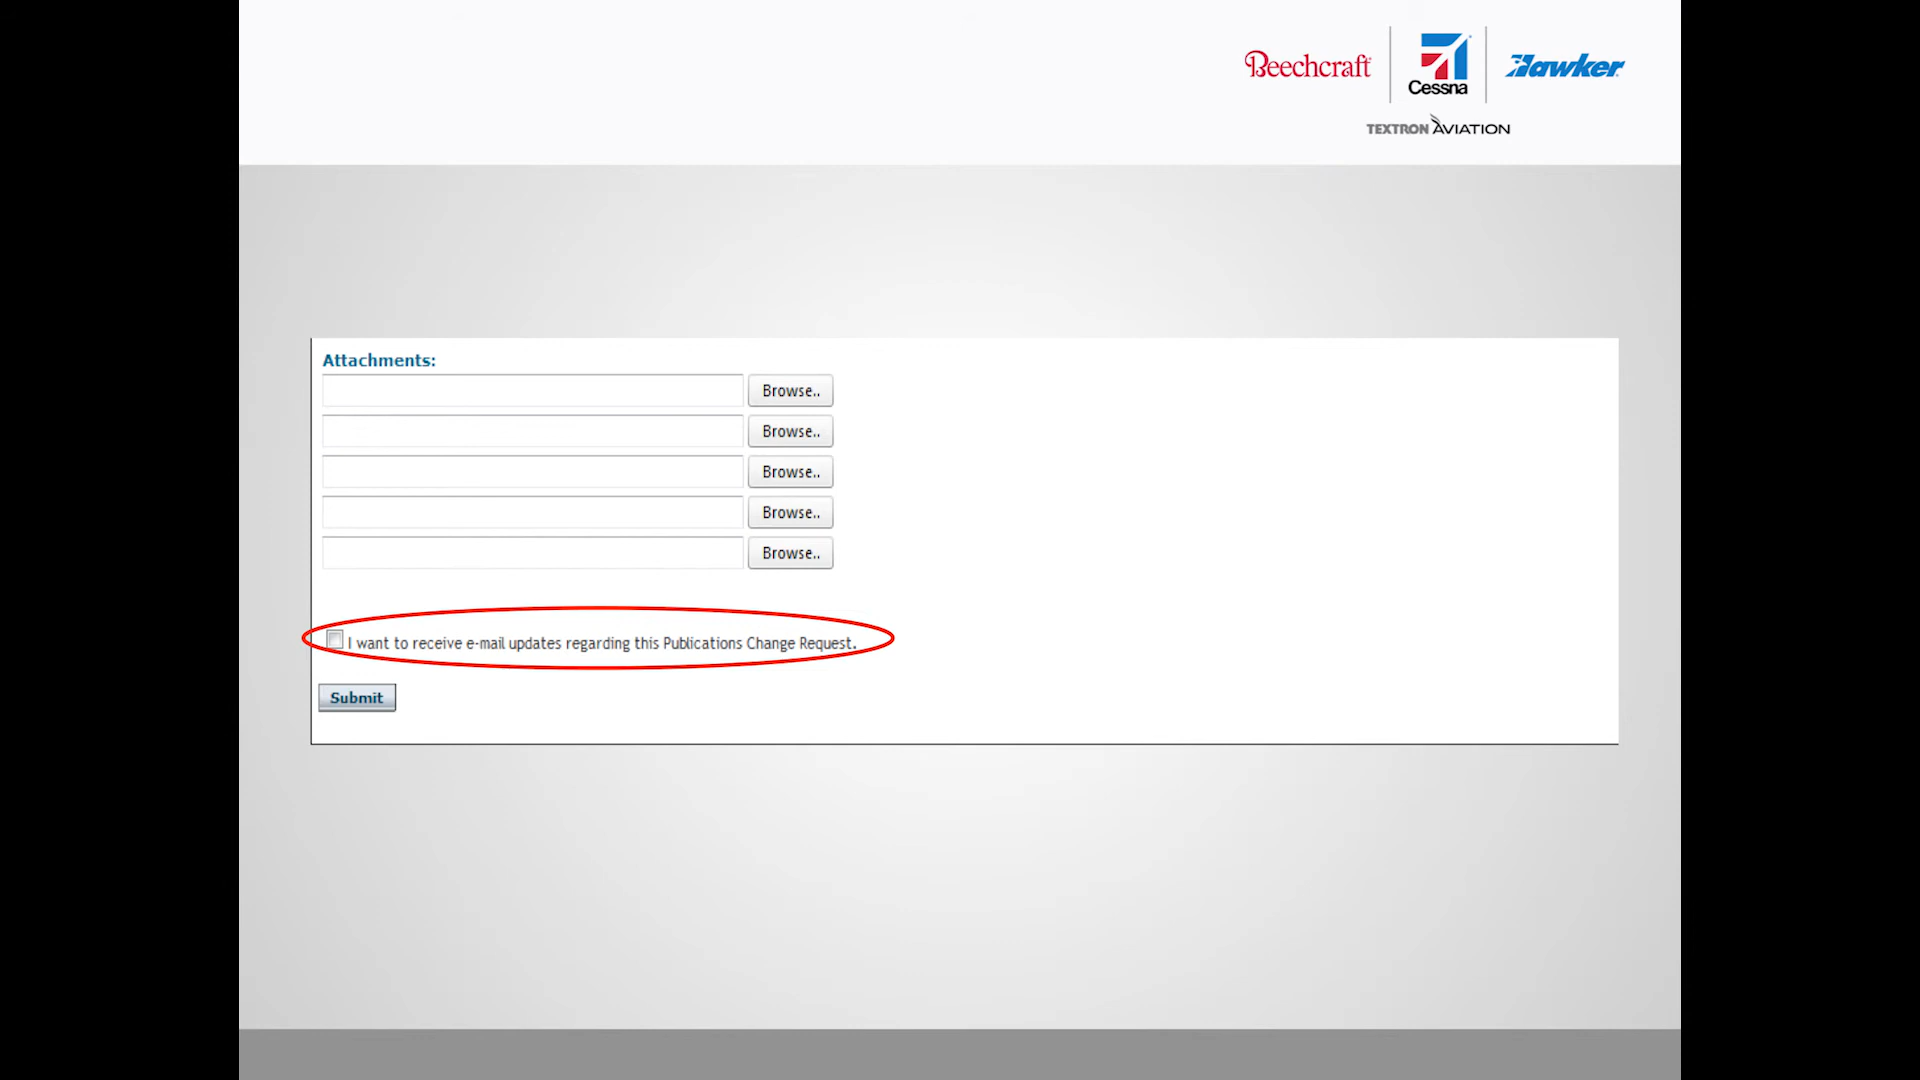 Beechcraft
Cessna
Hawker
TEXTRON AVIATION
Attachments:
Browse..
Browse..
Browse..
Browse..
Browse..
I want to receive e-mail updates regarding this Publications Change Request.
Submit